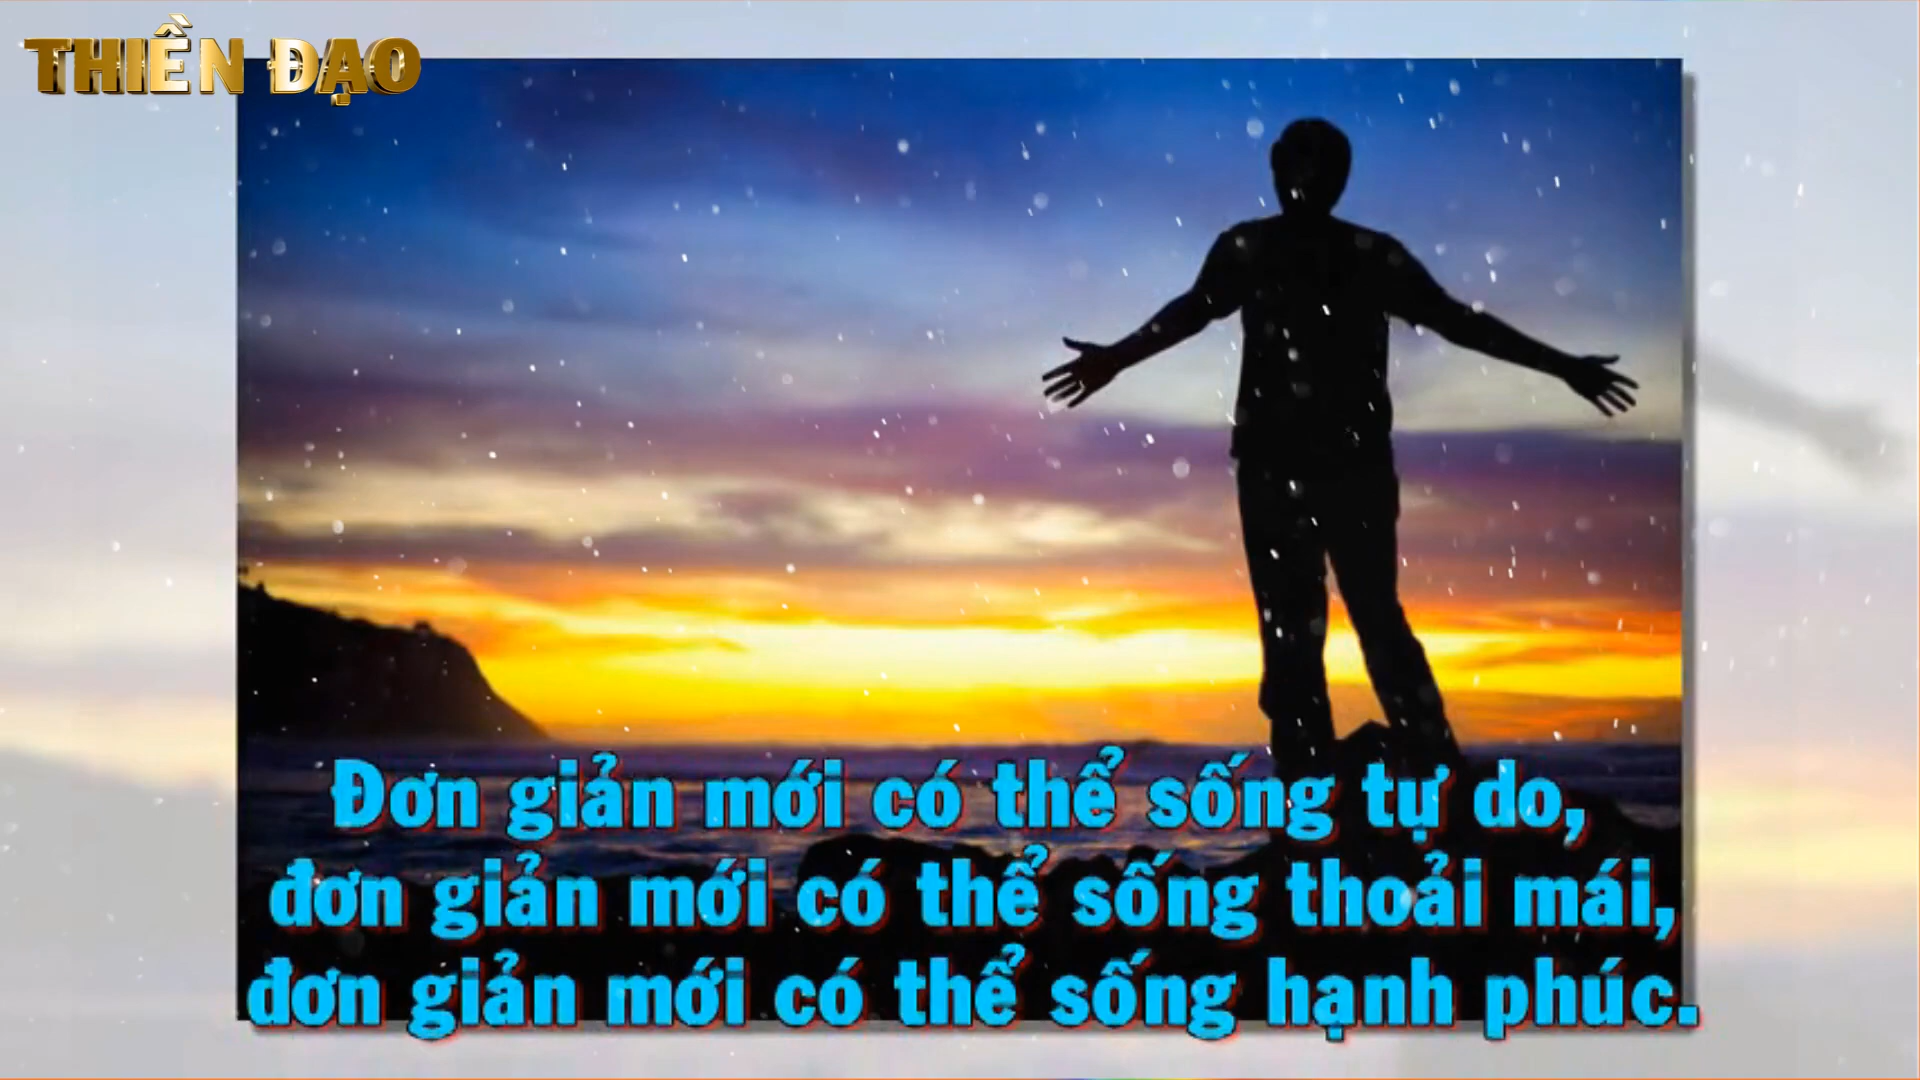 THIỀN ĐẠO
Đơn giản mới có thể sống tự do,
đơn giản mới có thể sống thoải mái,
đơn giản mới có thể sống hạnh phúc.